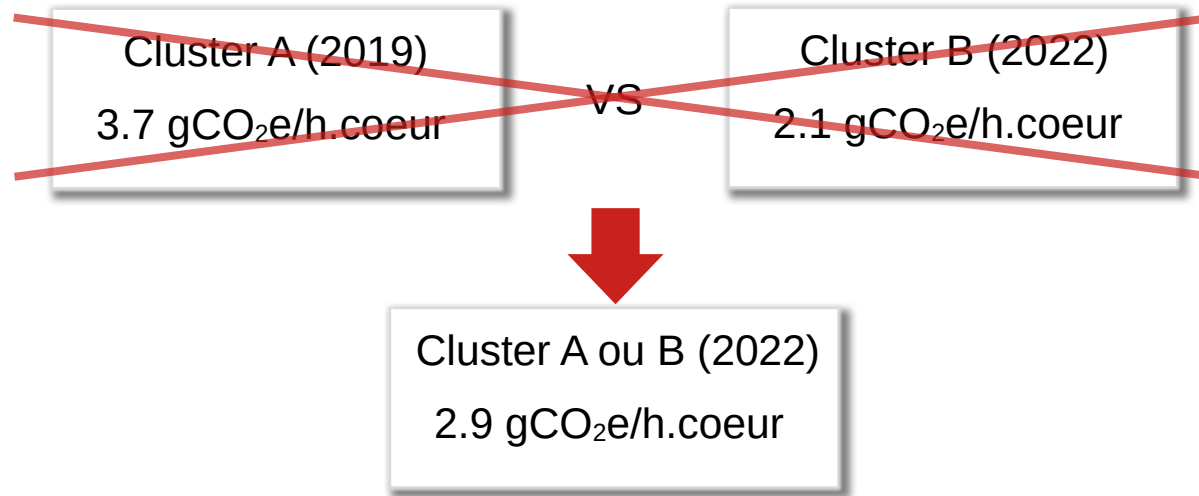 Cluster A (2019)
3.7 gCO₂e/h.coeur
VS
Cluster B (2022)
2.1 gCO₂e/h.coeur
Cluster A ou B (2022)
2.9 gCO₂e/h.coeur